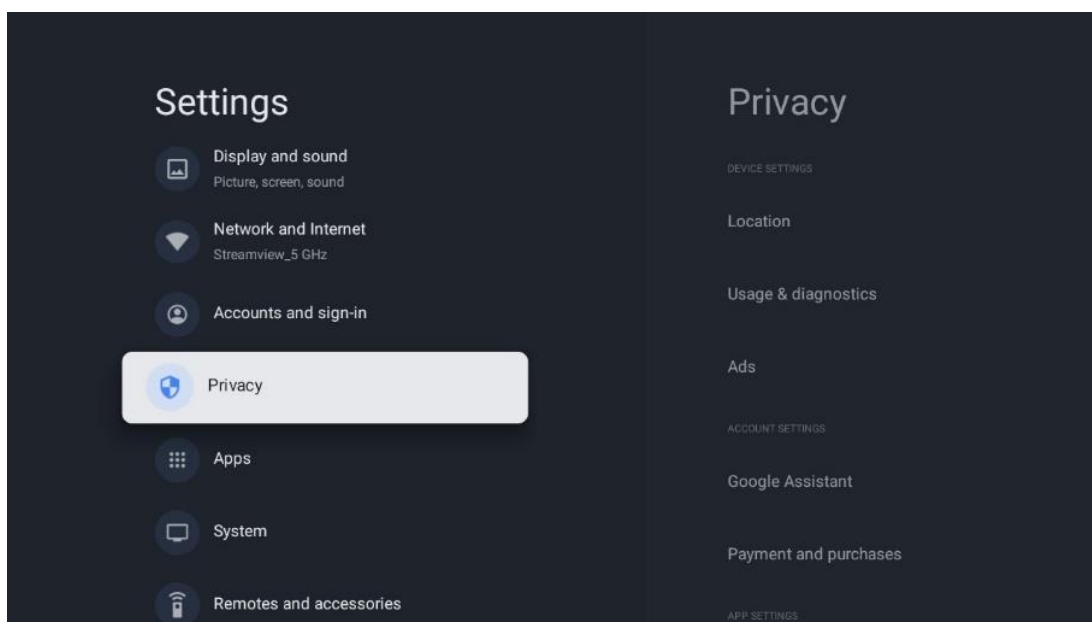 Settings
Display and sound
Picture, screen, sound
Network and Internet
Streamview_5 GHz
Accounts and sign-in
Privacy
Apps
System
Remotes and accessories
Privacy
DEVICE SETTINGS
Location
Usage & diagnostics
Ads
ACCOUNT SETTINGS
Google Assistant
Payment and purchases
APP SETTINGS